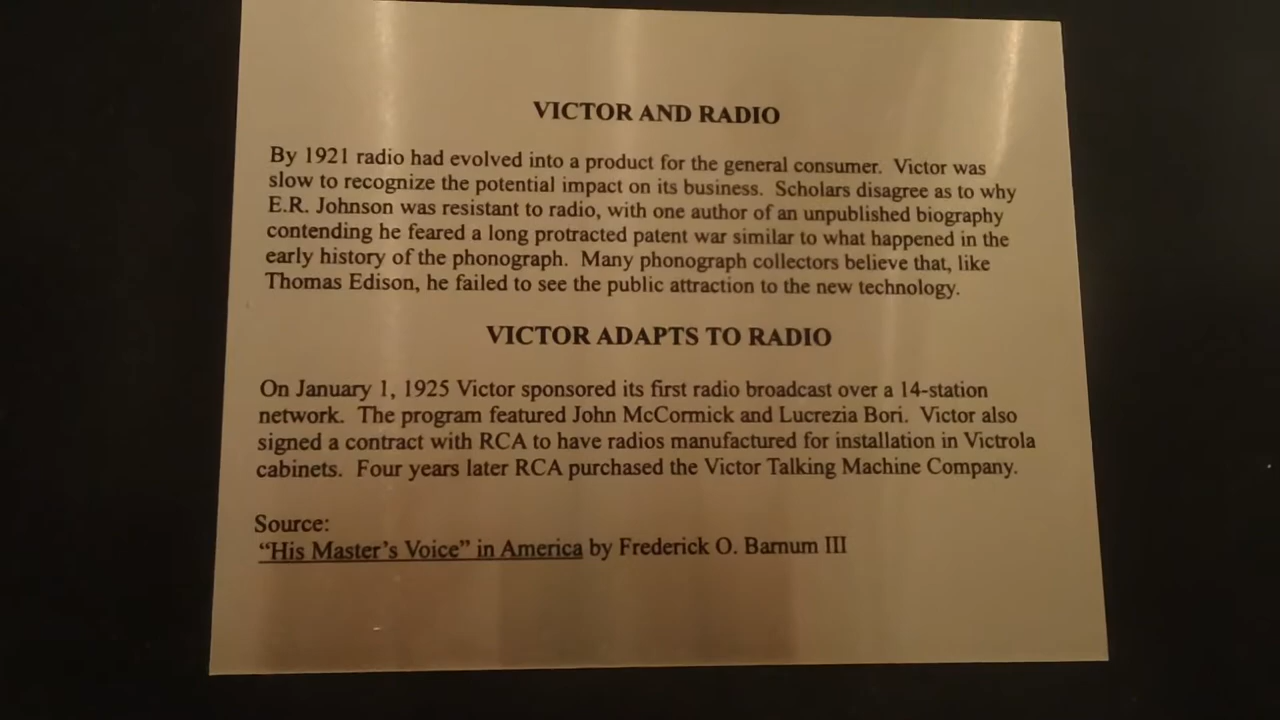 VICTOR AND RADIO
By 1921 radio had evolved into a product for the general consumer. Victor was
slow to recognize the potential impact on its business. Scholars disagree as to why
E.R. Johnson was resistant to radio, with one author of an unpublished biography
contending he feared a long protracted patent war similar to what happened in the
early history of the phonograph. Many phonograph collectors believe that, like
Thomas Edison, he failed to see the public attraction to the new technology.
VICTOR ADAPTS TO RADIO
On January 1, 1925 Victor sponsored its first radio broadcast over a 14-station
network. The program featured John McCormick and Lucrezia Bori. Victor also
signed a contract with RCA to have radios manufactured for installation in Victrola
cabinets. Four years later RCA purchased the Victor Talking Machine Company.
Source:
“His Master’s Voice” in America by Frederick O. Barnum III